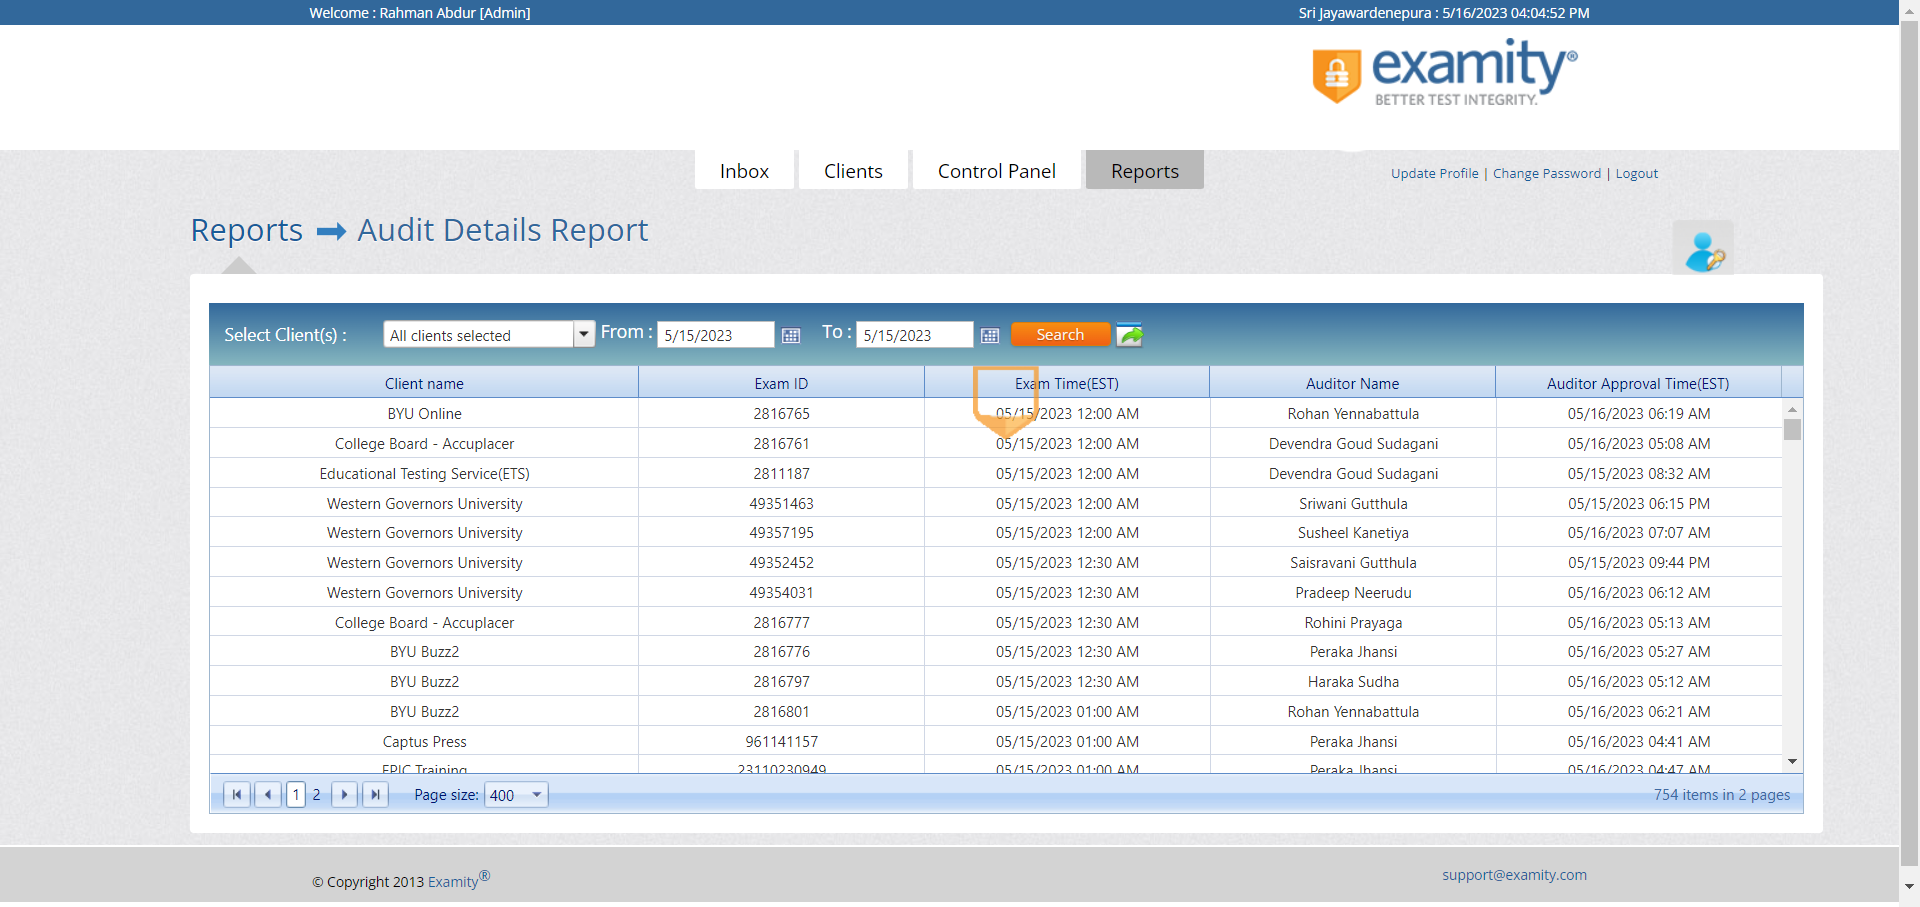 Welcome : Rahman Abdur [Admin] Sri Jayawardenepura : 5/16/2023 04:04:52 PM
examity®
BETTER TEST INTEGRITY.
Inbox Clients Control Panel Reports
Update Profile | Change Password | Logout
Reports Audit Details Report
Select Client(s) : All clients selected From : 5/15/2023 To : 5/15/2023 Search
Client name Exam ID Exam Time(EST) Auditor Name Auditor Approval Time(EST)
BYU Online 2816765 05/15/2023 12:00 AM Rohan Yennabattula 05/16/2023 06:19 AM
College Board - Accuplacer 2816761 05/15/2023 12:00 AM Devendra Goud Sudagani 05/16/2023 05:08 AM
Educational Testing Service(ETS) 2811187 05/15/2023 12:00 AM Devendra Goud Sudagani 05/15/2023 08:32 AM
Western Governors University 49351463 05/15/2023 12:00 AM Sriwani Gutthula 05/15/2023 06:15 PM
Western Governors University 49357195 05/15/2023 12:00 AM Susheel Kanetiya 05/16/2023 07:07 AM
Western Governors University 49352452 05/15/2023 12:30 AM Saisravani Gutthula 05/15/2023 09:44 PM
Western Governors University 49354031 05/15/2023 12:30 AM Pradeep Neerudu 05/16/2023 06:12 AM
College Board - Accuplacer 2816777 05/15/2023 12:30 AM Rohini Prayaga 05/16/2023 05:13 AM
BYU Buzz2 2816776 05/15/2023 12:30 AM Peraka Jhansi 05/16/2023 05:27 AM
BYU Buzz2 2816797 05/15/2023 12:30 AM Haraka Sudha 05/16/2023 05:12 AM
BYU Buzz2 2816801 05/15/2023 01:00 AM Rohan Yennabattula 05/16/2023 06:21 AM
Captus Press 961141157 05/15/2023 01:00 AM Peraka Jhansi 05/16/2023 04:41 AM
EPIC Training 23110230949 05/15/2023 01:00 AM Peraka Jhansi 05/16/2023 04:47 AM
1 2 Page size: 400 754 items in 2 pages
© Copyright 2013 Examity® support@examity.com